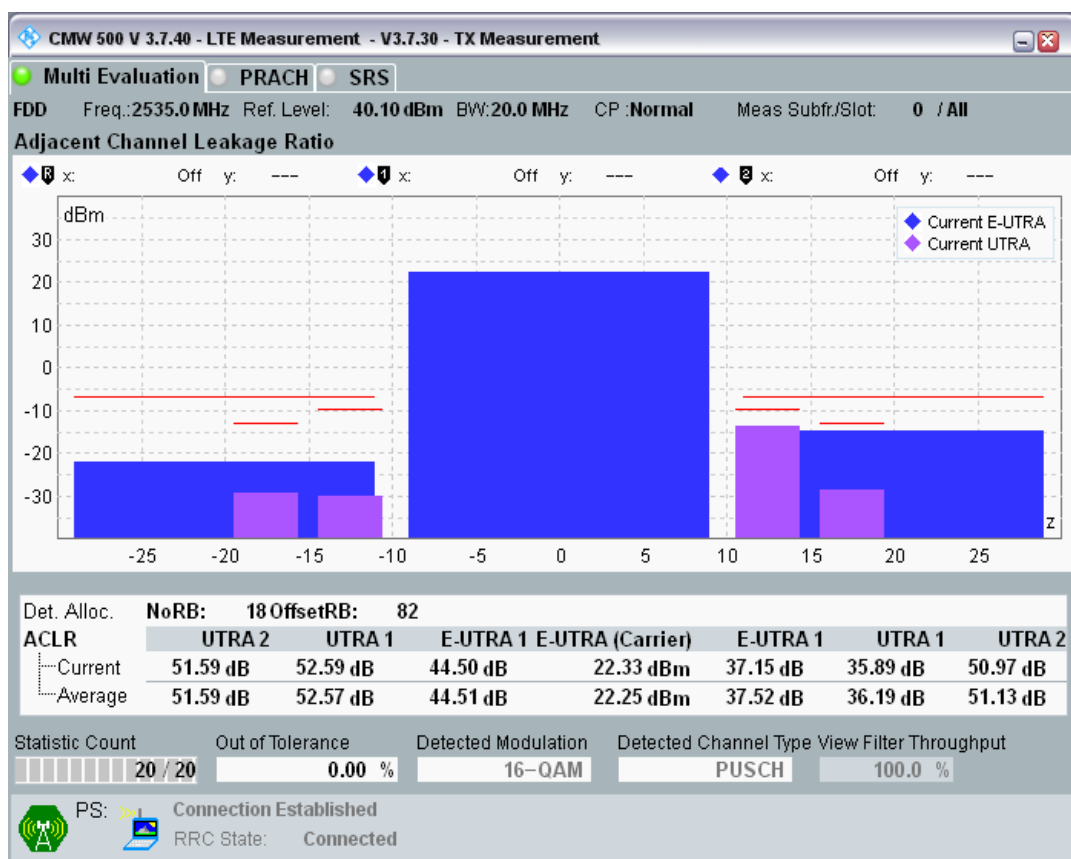 CMW 500 V 3.7.40 - LTE Measurement - V3.7.30 - TX Measurement
Multi Evaluation PRACH SRS
FDD Freq.:2535.0 MHz Ref. Level: 40.10 dBm BW:20.0 MHz CP :Normal Meas Subfr./Slot: 0 / All
Adjacent Channel Leakage Ratio
R x: Off y: --- 1 x: Off y: --- 2 x: Off y: ---
dBm
Current E-UTRA
Current UTRA
30
20
10
0
-10
-20
-30
z
-25 -20 -15 -10 -5 0 5 10 15 20 25
Det. Alloc. NoRB: 18 OffsetRB: 82
ACLR UTRA 2 UTRA 1 E-UTRA 1 E-UTRA (Carrier) E-UTRA 1 UTRA 1 UTRA 2
Current 51.59 dB 52.59 dB 44.50 dB 22.33 dBm 37.15 dB 35.89 dB 50.97 dB
Average 51.59 dB 52.57 dB 44.51 dB 22.25 dBm 37.52 dB 36.19 dB 51.13 dB
Statistic Count Out of Tolerance Detected Modulation Detected Channel Type View Filter Throughput
20 / 20 0.00 % 16-QAM PUSCH 100.0 %
PS: Connection Established
RRC State: Connected